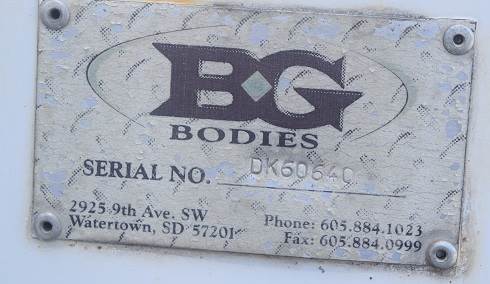 B·G
BODIES
SERIAL NO. DK60640
2925 9th Ave. SW
Watertown, SD 57201
Phone: 605.884.1023
Fax: 605.884.0999